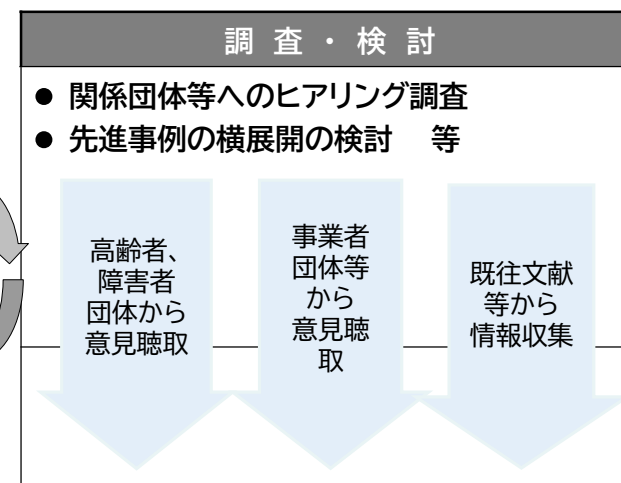 調 査 ・ 検 討
● 関係団体等へのヒアリング調査
● 先進事例の横展開の検討　等
高齢者、
障害者
団体から
意見聴取
事業者
団体等
から
意見聴
取
既往文献
等から
情報収集